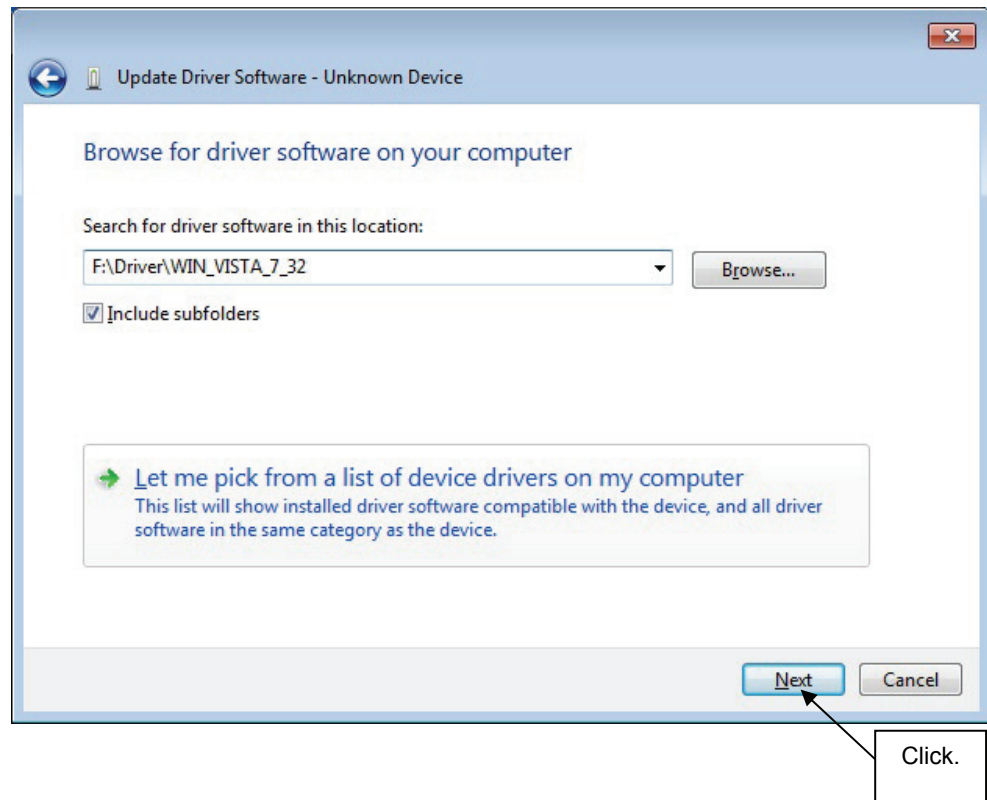 Update Driver Software - Unknown Device
Browse for driver software on your computer
Search for driver software in this location:
F:\Driver\WIN_VISTA_7_32
Browse...
Include subfolders
Let me pick from a list of device drivers on my computer
This list will show installed driver software compatible with the device, and all driver
software in the same category as the device.
Next
Cancel
Click.